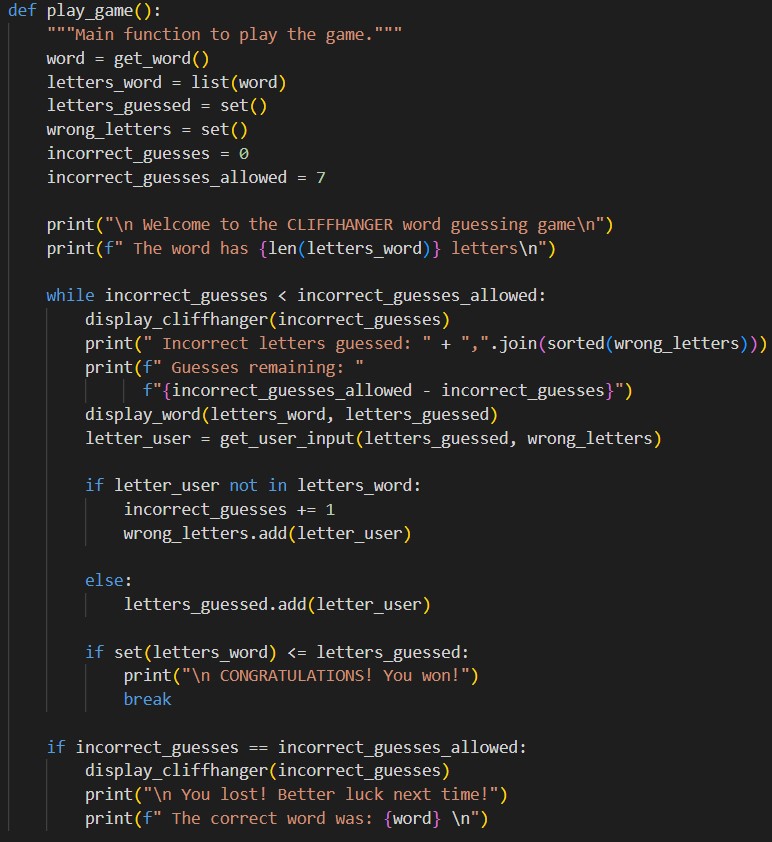 def play_game():
    """Main function to play the game."""
    word = get_word()
    letters_word = list(word)
    letters_guessed = set()
    wrong_letters = set()
    incorrect_guesses = 0
    incorrect_guesses_allowed = 7

    print("\n Welcome to the CLIFFHANGER word guessing game\n")
    print(f" The word has {len(letters_word)} letters\n")

    while incorrect_guesses < incorrect_guesses_allowed:
        display_cliffhanger(incorrect_guesses)
        print(" Incorrect letters guessed: " + ",".join(sorted(wrong_letters)))
        print(f" Guesses remaining: "
              f"{incorrect_guesses_allowed - incorrect_guesses}")
        display_word(letters_word, letters_guessed)
        letter_user = get_user_input(letters_guessed, wrong_letters)

        if letter_user not in letters_word:
            incorrect_guesses += 1
            wrong_letters.add(letter_user)

        else:
            letters_guessed.add(letter_user)

        if set(letters_word) <= letters_guessed:
            print("\n CONGRATULATIONS! You won!")
            break

    if incorrect_guesses == incorrect_guesses_allowed:
        display_cliffhanger(incorrect_guesses)
        print("\n You lost! Better luck next time!")
        print(f" The correct word was: {word} \n")